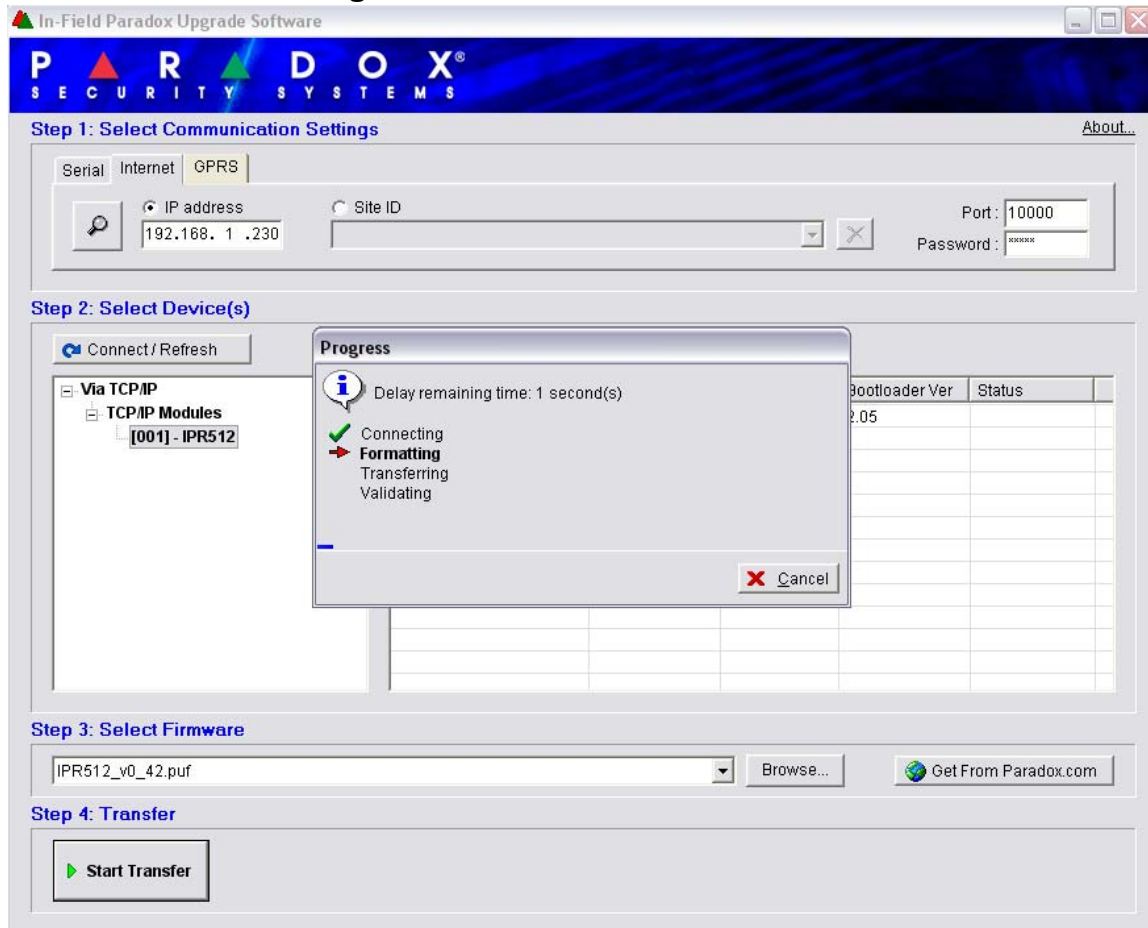 In-Field Paradox Upgrade Software
PARADOX®
SECURITY SYSTEMS
Step 1: Select Communication Settings
About...
Serial Internet GPRS
IP address Site ID
Port : 10000
192.168. 1 .230
Password : xxxxx
Step 2: Select Device(s)
Connect / Refresh
Progress
Delay remaining time: 1 second(s)
Via TCP/IP
Bootloader Ver Status
TCP/IP Modules
2.05
[001] - IPR512
Connecting
Formatting
Transferring
Validating
Cancel
Step 3: Select Firmware
IPR512_v0_42.puf
Browse...
Get From Paradox.com
Step 4: Transfer
Start Transfer